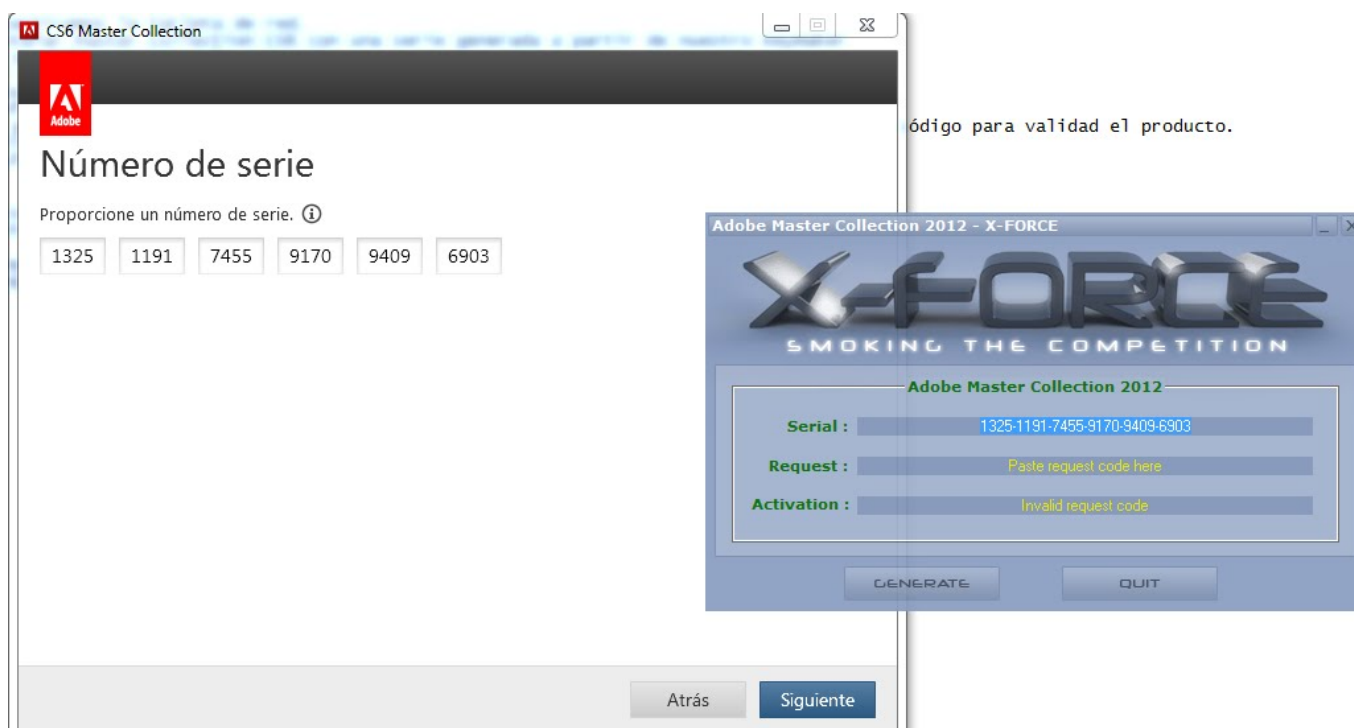 CS6 Master Collection
Adobe
ódigo para validad el producto.
Número de serie
Proporcione un número de serie.
1325 1191 7455 9170 9409 6903
Adobe Master Collection 2012 - X-FORCE
X-FORCE
SMOKING THE COMPETITION
Adobe Master Collection 2012
Serial : 1325-1191-7455-9170-9409-6903
Request : Paste request code here
Activation : Invalid request code
GENERATE QUIT
Atrás Siguiente